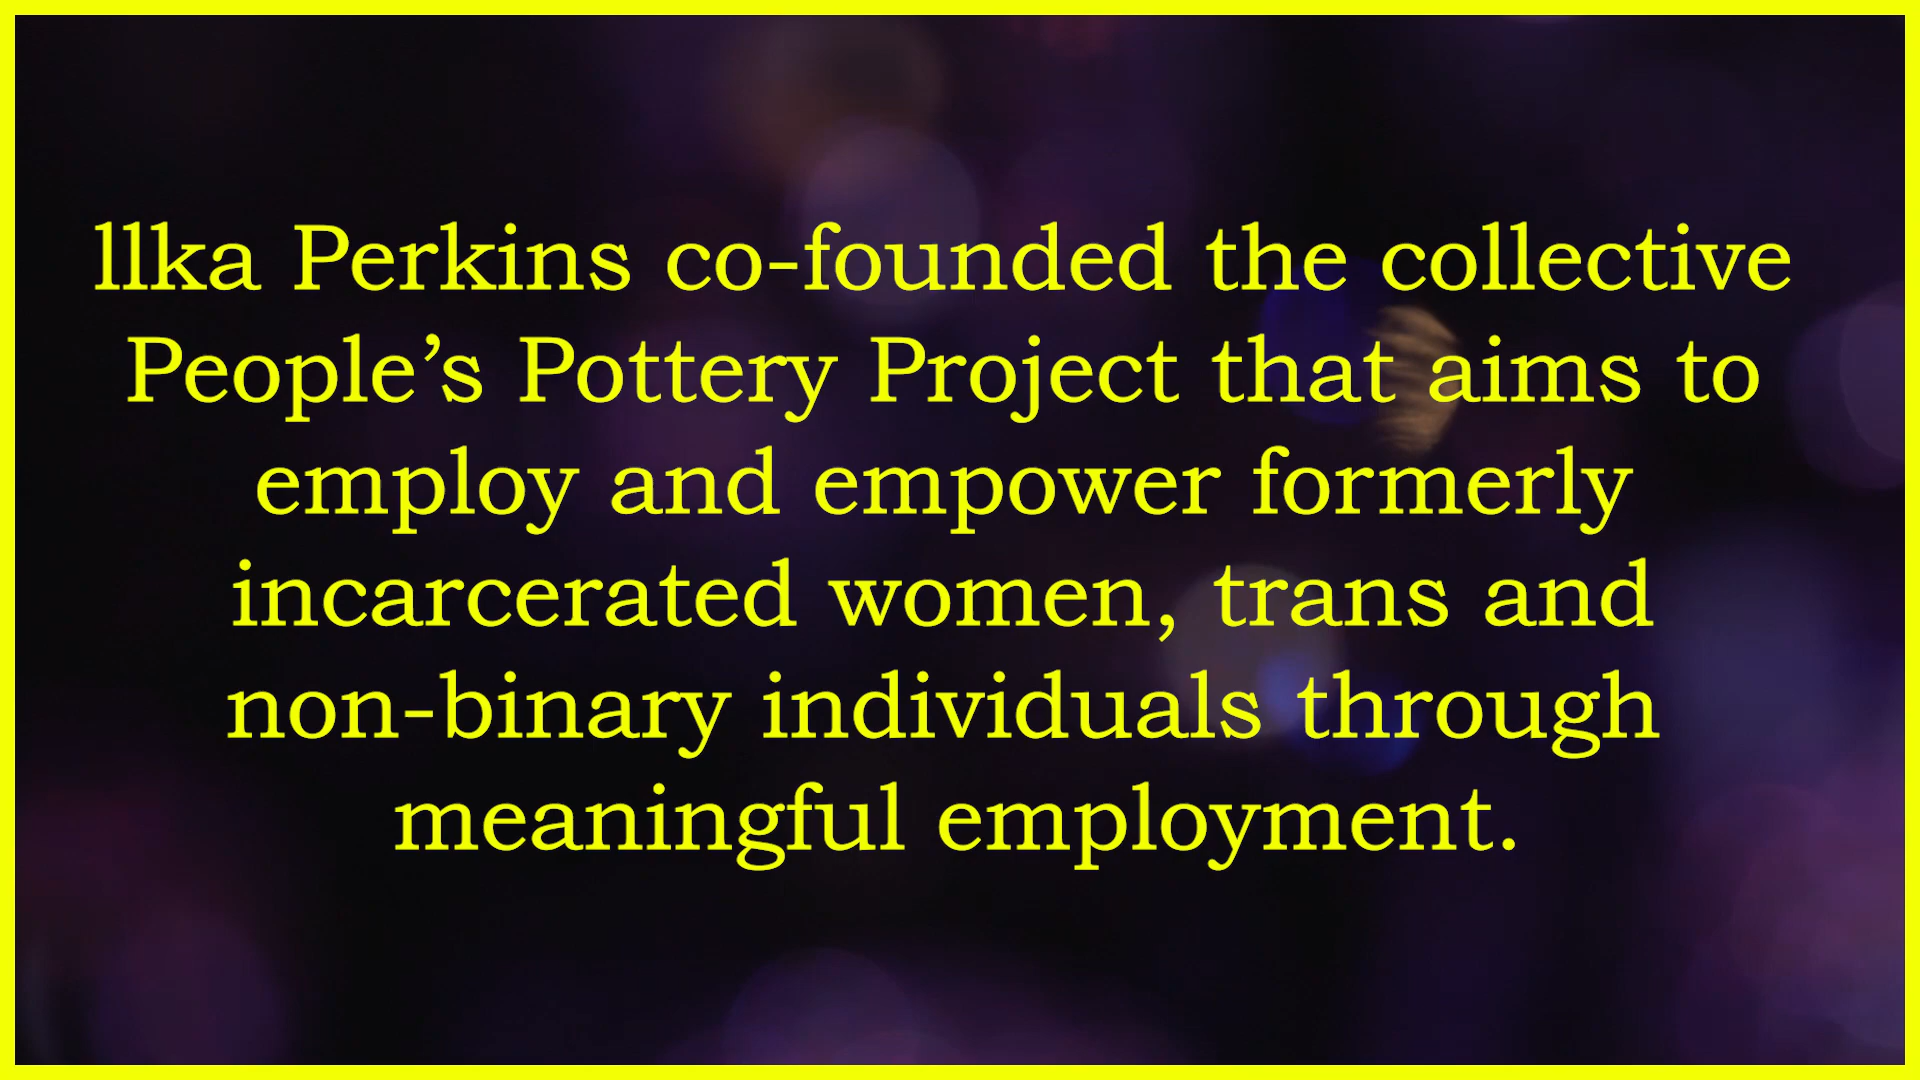 llka Perkins co-founded the collective
People’s Pottery Project that aims to
employ and empower formerly
incarcerated women, trans and
non-binary individuals through
meaningful employment.